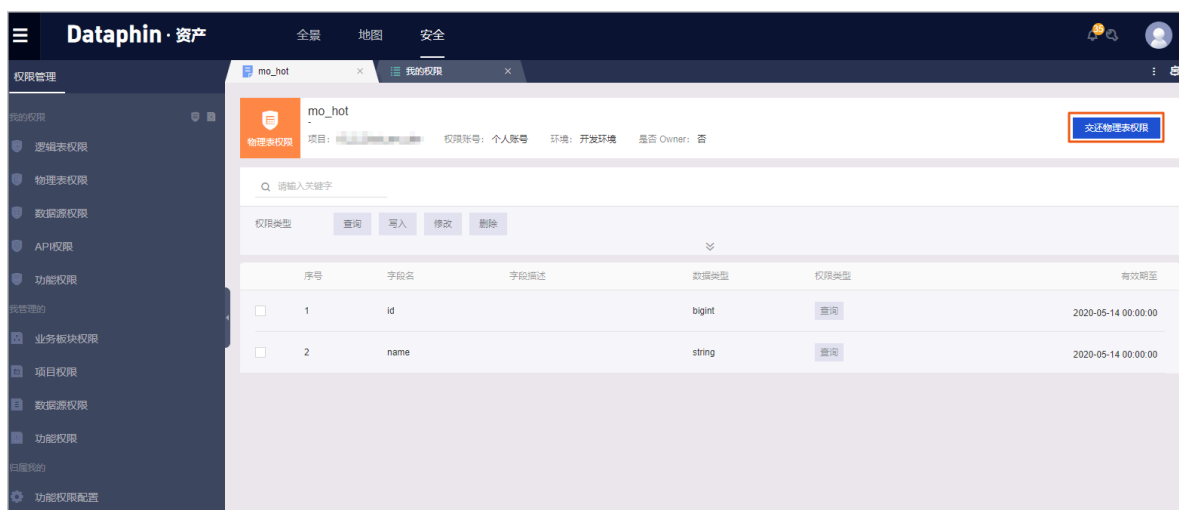 Dataphin · 资产 全景 地图 安全 35
权限管理 mo_hot × 我的权限 ×
我的权限
逻辑表权限
物理表权限
数据源权限
API权限
功能权限
我管理的
业务板块权限
项目权限
数据源权限
功能权限
归属我的
功能权限配置
物理表权限
mo_hot
-
项目: 权限账号: 个人账号 环境: 开发环境 是否 Owner: 否
交还物理表权限
请输入关键字
权限类型 查询 写入 修改 删除
序号 字段名 字段描述 数据类型 权限类型 有效期至
1 id bigint 查询 2020-05-14 00:00:00
2 name string 查询 2020-05-14 00:00:00